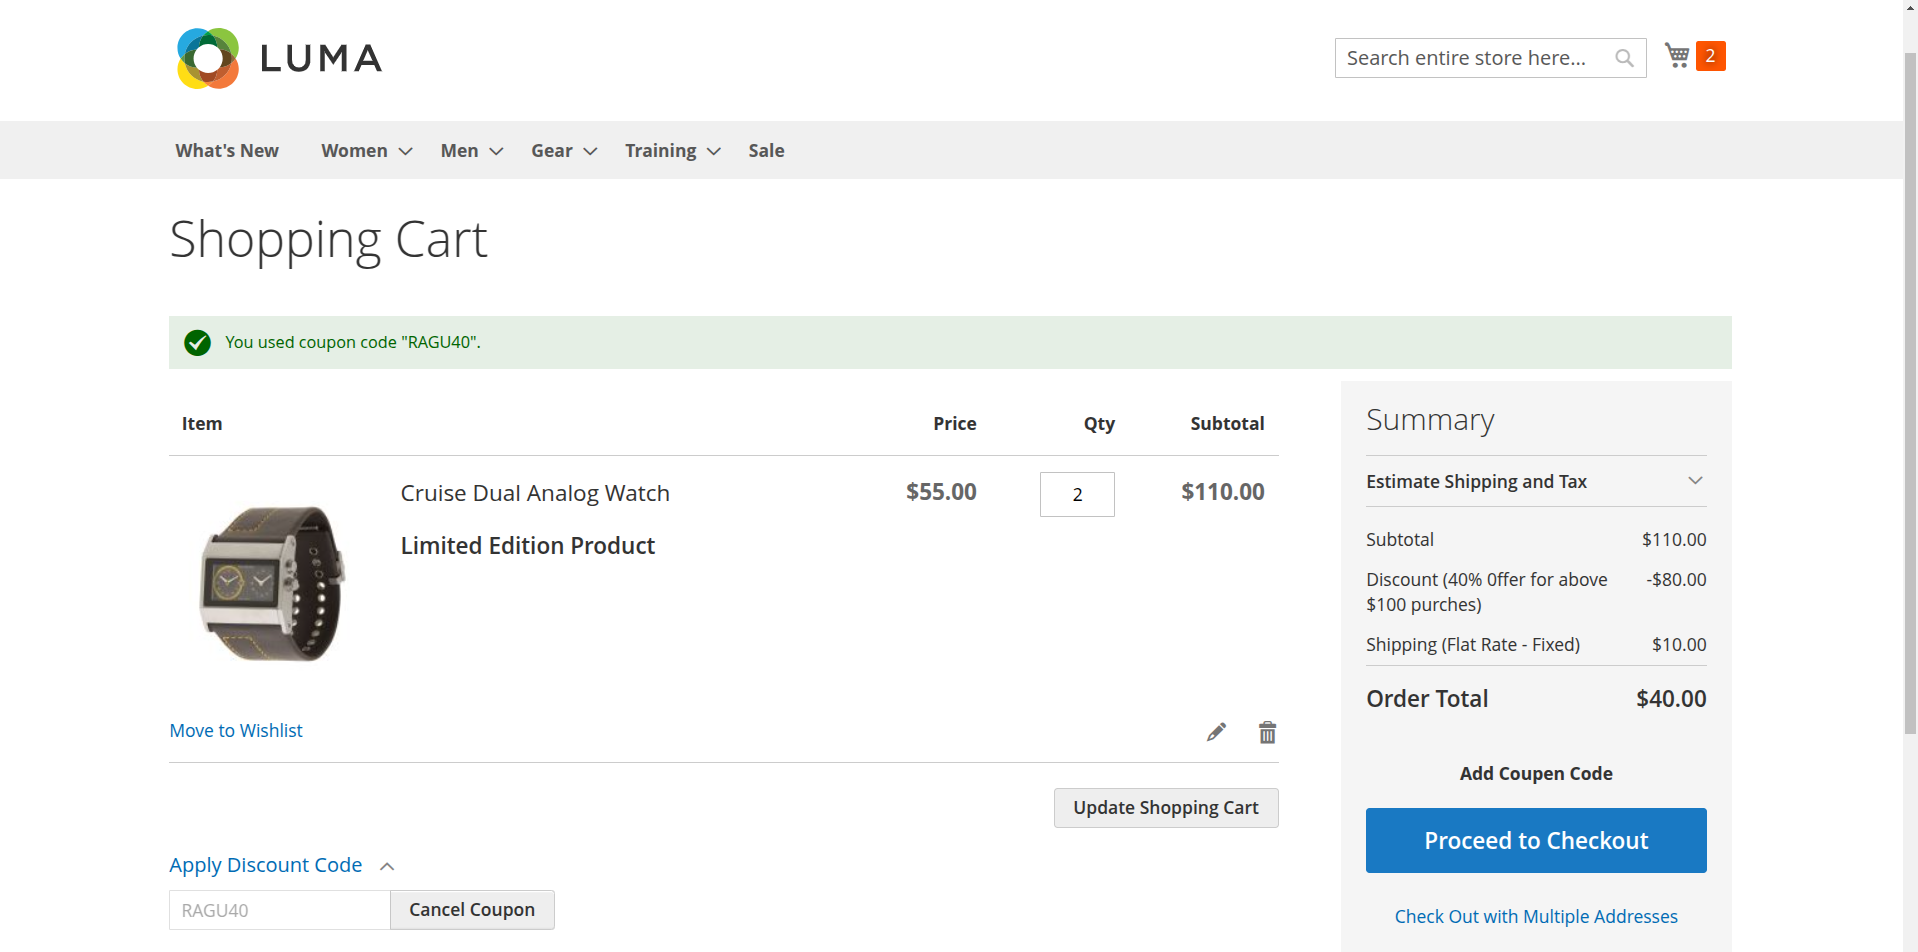 LUMA
Search entire store here...
2
What's New Women Men Gear Training Sale
Shopping Cart
You used coupon code "RAGU40".
Item Price Qty Subtotal
Cruise Dual Analog Watch $55.00 2 $110.00
Limited Edition Product
Move to Wishlist
Update Shopping Cart
Apply Discount Code
RAGU40 Cancel Coupon
Summary
Estimate Shipping and Tax
Subtotal $110.00
Discount (40% 0ffer for above -$80.00
$100 purches)
Shipping (Flat Rate - Fixed) $10.00
Order Total $40.00
Add Coupen Code
Proceed to Checkout
Check Out with Multiple Addresses